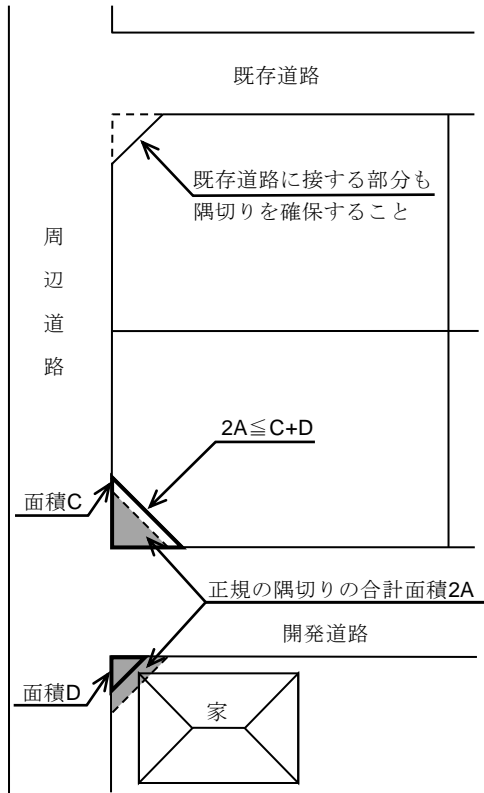 既存道路
既存道路に接する部分も
隅切りを確保すること
周辺道路
2A≦C+D
面積C
正規の隅切りの合計面積2A
開発道路
面積D
家